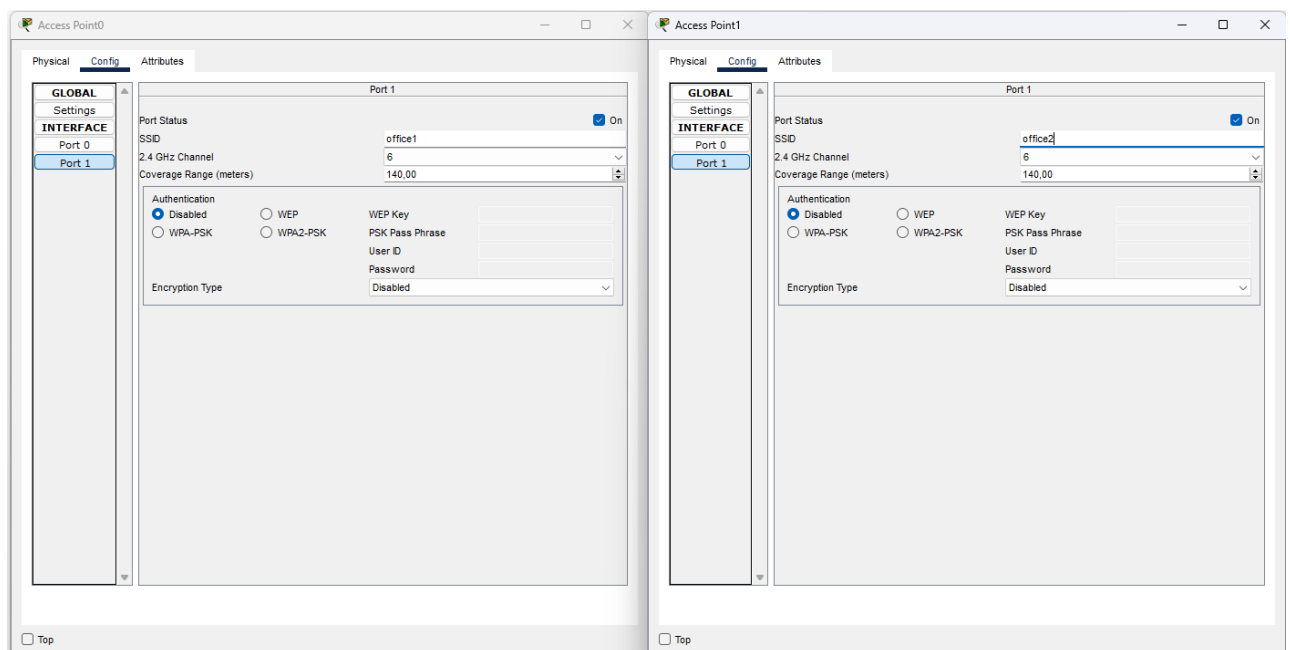 Access Point0
Physical Config Attributes
GLOBAL
Settings
INTERFACE
Port 0
Port 1
Port 1
Port Status On
SSID office1
2.4 GHz Channel 6
Coverage Range (meters) 140,00
Authentication
Disabled WEP WEP Key
WPA-PSK WPA2-PSK PSK Pass Phrase
User ID
Password
Encryption Type Disabled
Top
Access Point1
Physical Config Attributes
GLOBAL
Settings
INTERFACE
Port 0
Port 1
Port 1
Port Status On
SSID office2
2.4 GHz Channel 6
Coverage Range (meters) 140,00
Authentication
Disabled WEP WEP Key
WPA-PSK WPA2-PSK PSK Pass Phrase
User ID
Password
Encryption Type Disabled
Top